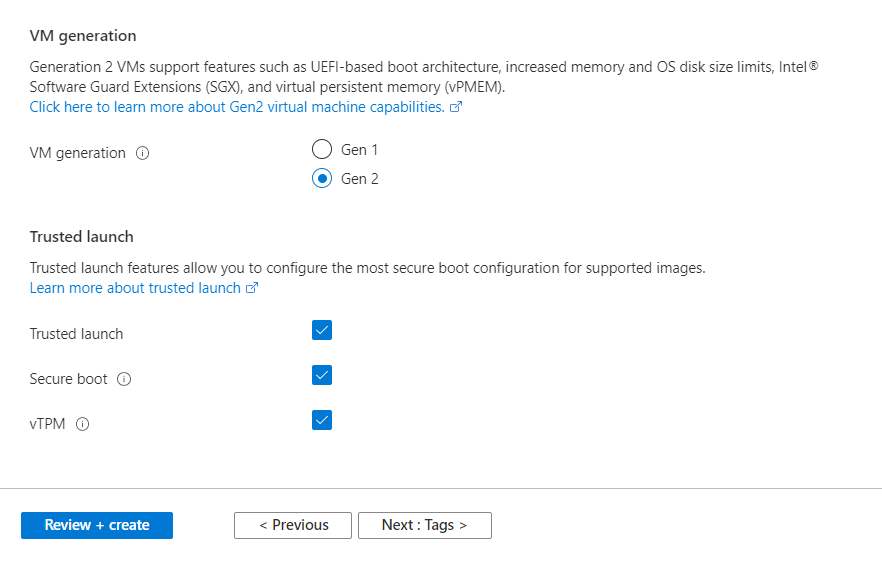 VM generation
Generation 2 VMs support features such as UEFI-based boot architecture, increased memory and OS disk size limits, Intel®
Software Guard Extensions (SGX), and virtual persistent memory (vPMEM).
Click here to learn more about Gen2 virtual machine capabilities.
VM generation
Gen 1
Gen 2
Trusted launch
Trusted launch features allow you to configure the most secure boot configuration for supported images.
Learn more about trusted launch
Trusted launch
Secure boot
vTPM
Review + create
< Previous
Next : Tags >